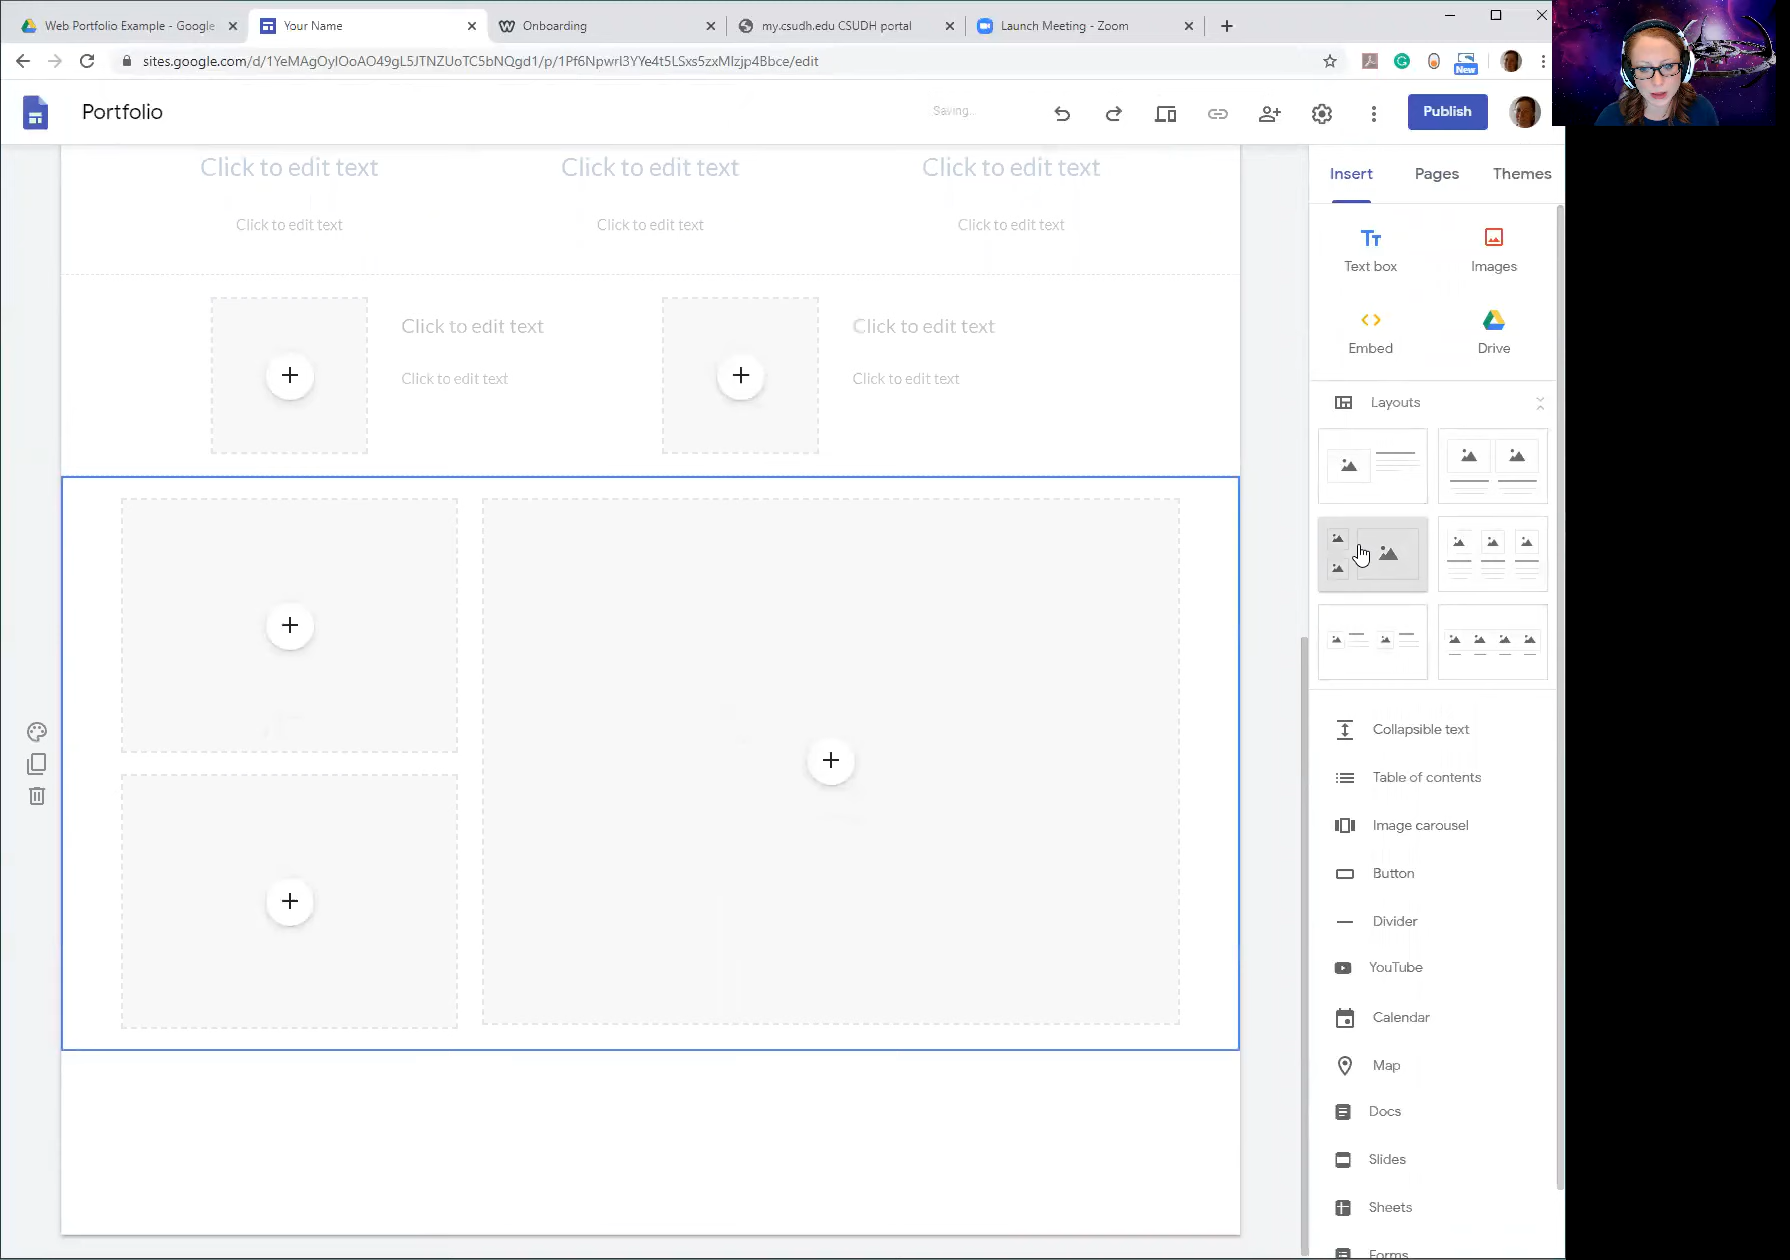 Web Portfolio Example - Google
Your Name
Onboarding
my.csudh.edu CSUDH portal
Launch Meeting - Zoom
sites.google.com/d/1YeMAgOyIOoAO49gL5JTNZUoTC5bNQgd1/p/1Pf6Npwrl3YYe4t5LSxs5zxMIzjp4Bbce/edit
New
Portfolio
Saving...
Publish
Insert
Pages
Themes
Click to edit text
Click to edit text
Click to edit text
Click to edit text
Click to edit text
Click to edit text
Click to edit text
Click to edit text
Click to edit text
Click to edit text
Tт
Text box
Images
Embed
Drive
Layouts
Collapsible text
Table of contents
Image carousel
Button
Divider
YouTube
Calendar
Map
Docs
Slides
Sheets
Forms